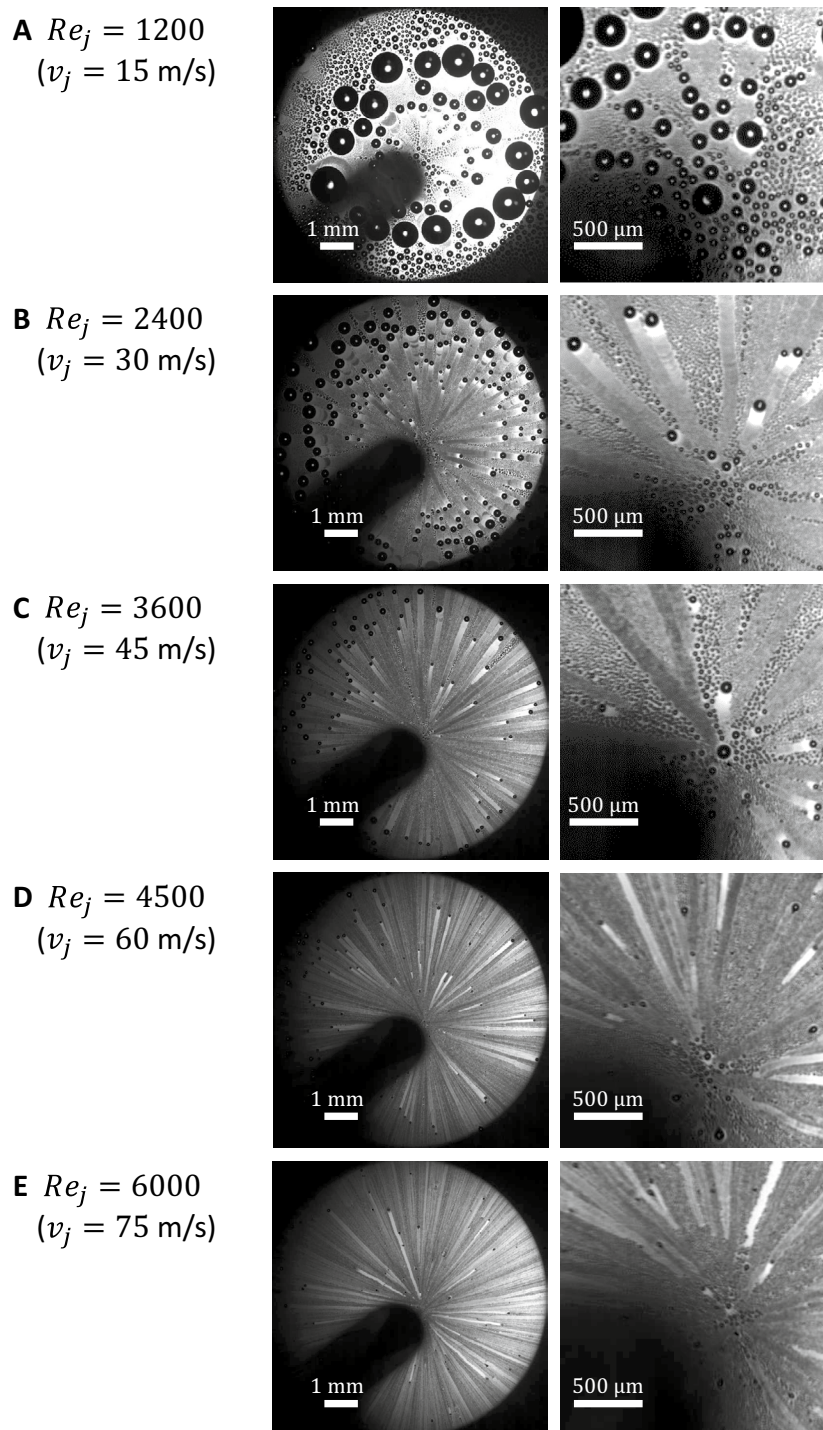 A Re_j = 1200
(v_j = 15 m/s)
1 mm
500 μm
B Re_j = 2400
(v_j = 30 m/s)
1 mm
500 μm
C Re_j = 3600
(v_j = 45 m/s)
1 mm
500 μm
D Re_j = 4500
(v_j = 60 m/s)
1 mm
500 μm
E Re_j = 6000
(v_j = 75 m/s)
1 mm
500 μm